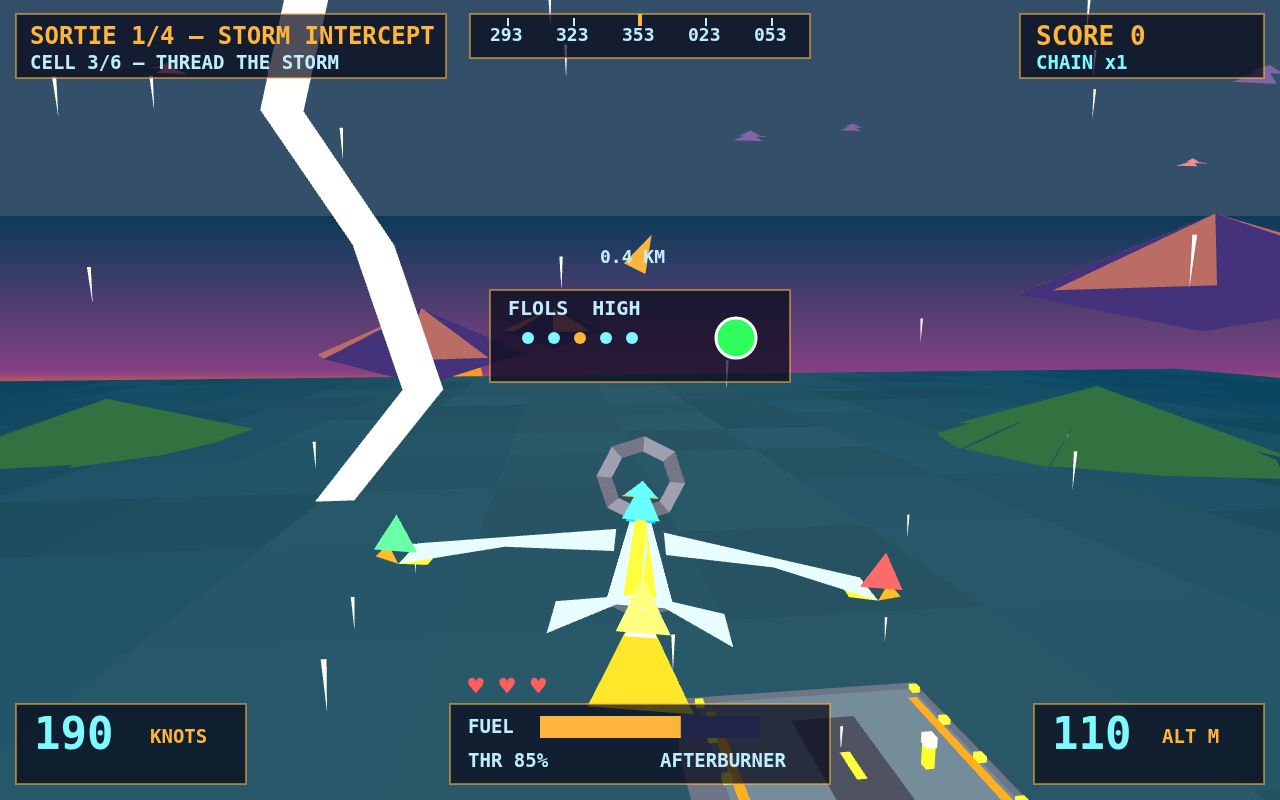 SORTIE 1/4 — STORM INTERCEPT
CELL 3/6 — THREAD THE STORM
293 323 353 023 053
SCORE 0
CHAIN x1
0.4 KM
FLOLS HIGH
190 KNOTS
FUEL
THR 85% AFTERBURNER
110 ALT M